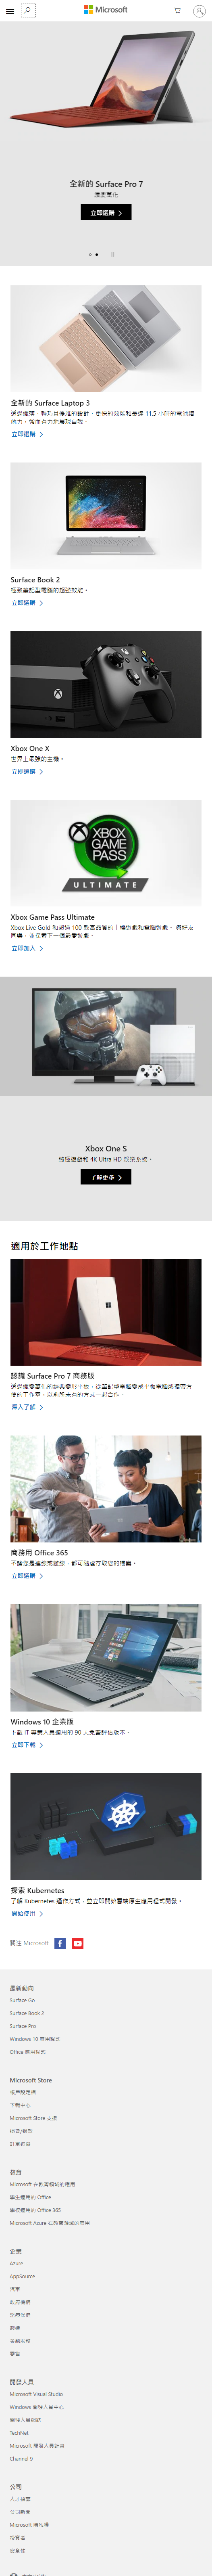 Microsoft
全新的 Surface Pro 7
極靈萬化
立即選購
全新的 Surface Laptop 3
透過纖薄、輕巧且優雅的設計、更快的效能和長達 11.5 小時的電池續
航力，強而有力地展現自我。
立即選購
Surface Book 2
極致筆記型電腦的超強效能。
立即選購
Xbox One X
世界上最強的主機。
立即選購
XBOX
GAME
PASS
ULTIMATE
Xbox Game Pass Ultimate
Xbox Live Gold 和超過 100 款高品質的主機遊戲和電腦遊戲。 與好友
同樂，並探索下一個最愛遊戲。
立即加入
Xbox One S
終極遊戲和 4K Ultra HD 娛樂系統。
了解更多
適用於工作地點
認識 Surface Pro 7 商務版
透過極靈萬化的經典變形平板，從筆記型電腦變成平板電腦或攜帶方
便的工作室，以前所未有的方式一起合作。
深入了解
商務用 Office 365
不論您是連線或離線，都可隨處存取您的檔案。
立即選購
Windows 10 企業版
了解 IT 專業人員適用的 90 天免費評估版本。
立即下載
探索 Kubernetes
了解 Kubernetes 運作方式，並立即開始雲端原生應用程式開發。
開始使用
關注 Microsoft
最新動向
Surface Go
Surface Book 2
Surface Pro
Windows 10 應用程式
Office 應用程式
Microsoft Store
帳戶設定檔
下載中心
Microsoft Store 支援
退貨/退款
訂單追蹤
教育
Microsoft 在教育領域的應用
學生適用的 Office
學校適用的 Office 365
Microsoft Azure 在教育領域的應用
企業
Azure
AppSource
汽車
政府機構
醫療保健
製造
金融服務
零售
開發人員
Microsoft Visual Studio
Windows 開發人員中心
開發人員網路
TechNet
Microsoft 開發人員計畫
Channel 9
公司
人才招募
公司新聞
Microsoft 隱私權
投資者
安全性